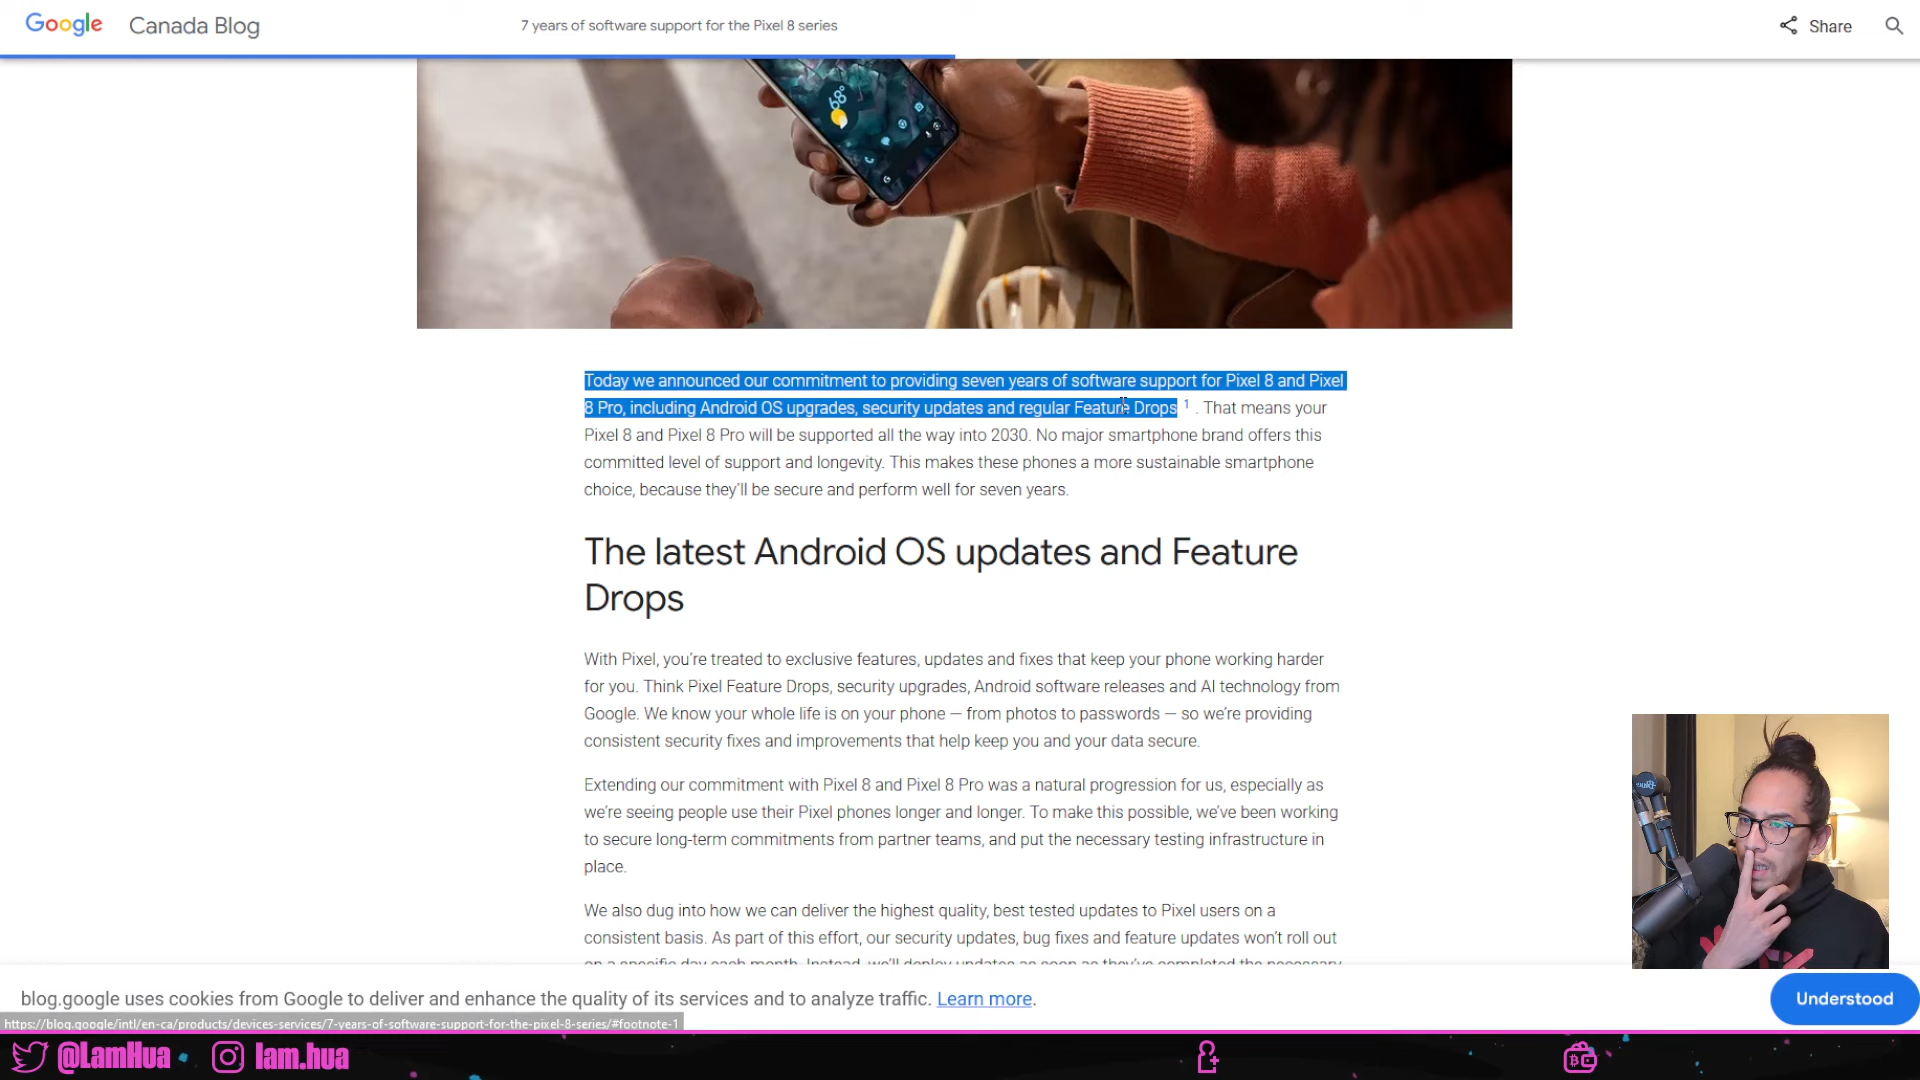 Google Canada Blog
7 years of software support for the Pixel 8 series
Share
68°
Today we announced our commitment to providing seven years of software support for Pixel 8 and Pixel
8 Pro, including Android OS upgrades, security updates and regular Feature Drops 1 . That means your
Pixel 8 and Pixel 8 Pro will be supported all the way into 2030. No major smartphone brand offers this
committed level of support and longevity. This makes these phones a more sustainable smartphone
choice, because they’ll be secure and perform well for seven years.
The latest Android OS updates and Feature
Drops
With Pixel, you’re treated to exclusive features, updates and fixes that keep your phone working harder
for you. Think Pixel Feature Drops, security upgrades, Android software releases and AI technology from
Google. We know your whole life is on your phone — from photos to passwords — so we’re providing
consistent security fixes and improvements that help keep you and your data secure.
Extending our commitment with Pixel 8 and Pixel 8 Pro was a natural progression for us, especially as
we’re seeing people use their Pixel phones longer and longer. To make this possible, we’ve been working
to secure long-term commitments from partner teams, and put the necessary testing infrastructure in
place.
We also dug into how we can deliver the highest quality, best tested updates to Pixel users on a
consistent basis. As part of this effort, our security updates, bug fixes and feature updates won’t roll out
on a specific day each month. Instead, we’ll deploy updates as soon as they’ve completed the necessary
blog.google uses cookies from Google to deliver and enhance the quality of its services and to analyze traffic. Learn more.
Understood
https://blog.google/intl/en-ca/products/devices-services/7-years-of-software-support-for-the-pixel-8-series/#footnote-1
@LamHua
lam.hua